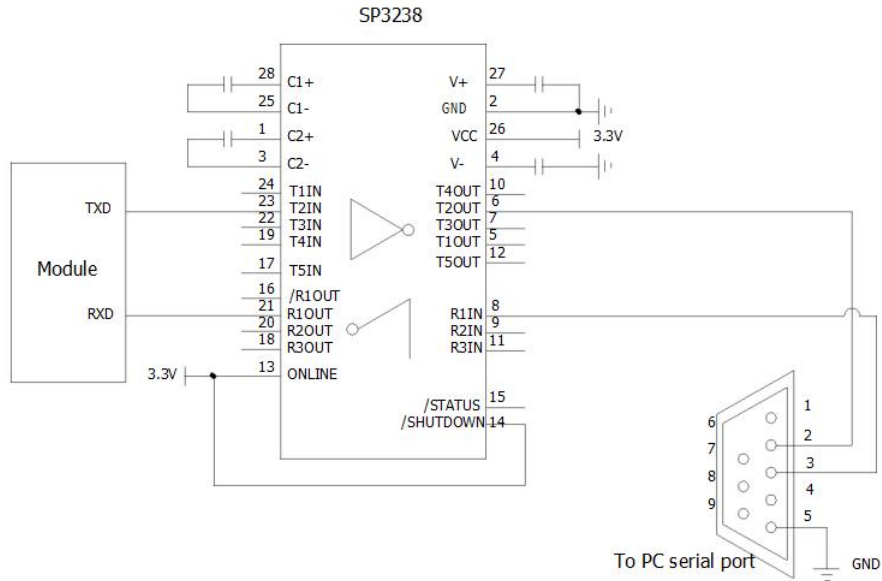 SP3238
28 C1+ V+ 27
25 C1- GND 2
1 C2+ VCC 26 3.3V
3 C2- V- 4
24 T1IN T4OUT 10
TXD 23 T2IN T2OUT 6
22 T3IN T3OUT 7
19 T4IN T1OUT 5
17 T5IN T5OUT 12
Module
16 /R1OUT
RXD 21 R1OUT R1IN 8
20 R2OUT R2IN 9
18 R3OUT R3IN 11
3.3V 13 ONLINE
/STATUS 15
/SHUTDOWN 14
1
6
2
7
3
8
4
9
5
To PC serial port
GND